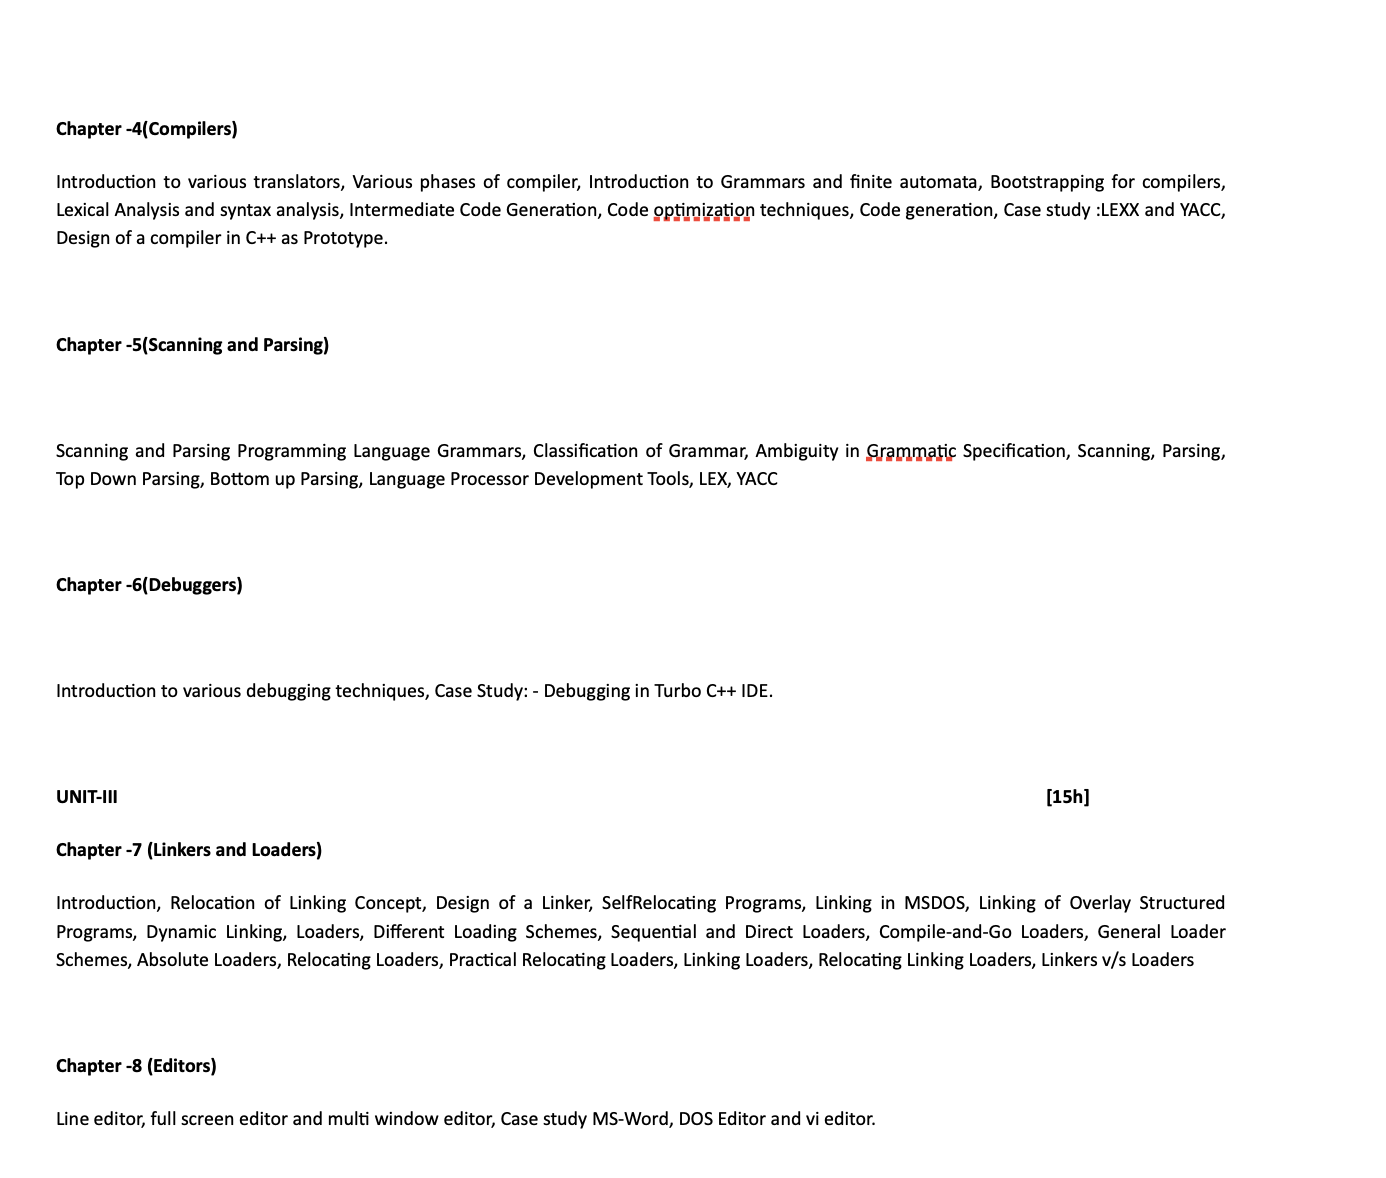 Chapter -4(Compilers)
Introduction to various translators, Various phases of compiler, Introduction to Grammars and finite automata, Bootstrapping for compilers,
Lexical Analysis and syntax analysis, Intermediate Code Generation, Code optimization techniques, Code generation, Case study :LEXX and YACC,
Design of a compiler in C++ as Prototype.
Chapter -5(Scanning and Parsing)
Scanning and Parsing Programming Language Grammars, Classification of Grammar, Ambiguity in Grammatic Specification, Scanning, Parsing,
Top Down Parsing, Bottom up Parsing, Language Processor Development Tools, LEX, YACC
Chapter -6(Debuggers)
Introduction to various debugging techniques, Case Study: - Debugging in Turbo C++ IDE.
UNIT-III [15h]
Chapter -7 (Linkers and Loaders)
Introduction, Relocation of Linking Concept, Design of a Linker, SelfRelocating Programs, Linking in MSDOS, Linking of Overlay Structured
Programs, Dynamic Linking, Loaders, Different Loading Schemes, Sequential and Direct Loaders, Compile-and-Go Loaders, General Loader
Schemes, Absolute Loaders, Relocating Loaders, Practical Relocating Loaders, Linking Loaders, Relocating Linking Loaders, Linkers v/s Loaders
Chapter -8 (Editors)
Line editor, full screen editor and multi window editor, Case study MS-Word, DOS Editor and vi editor.